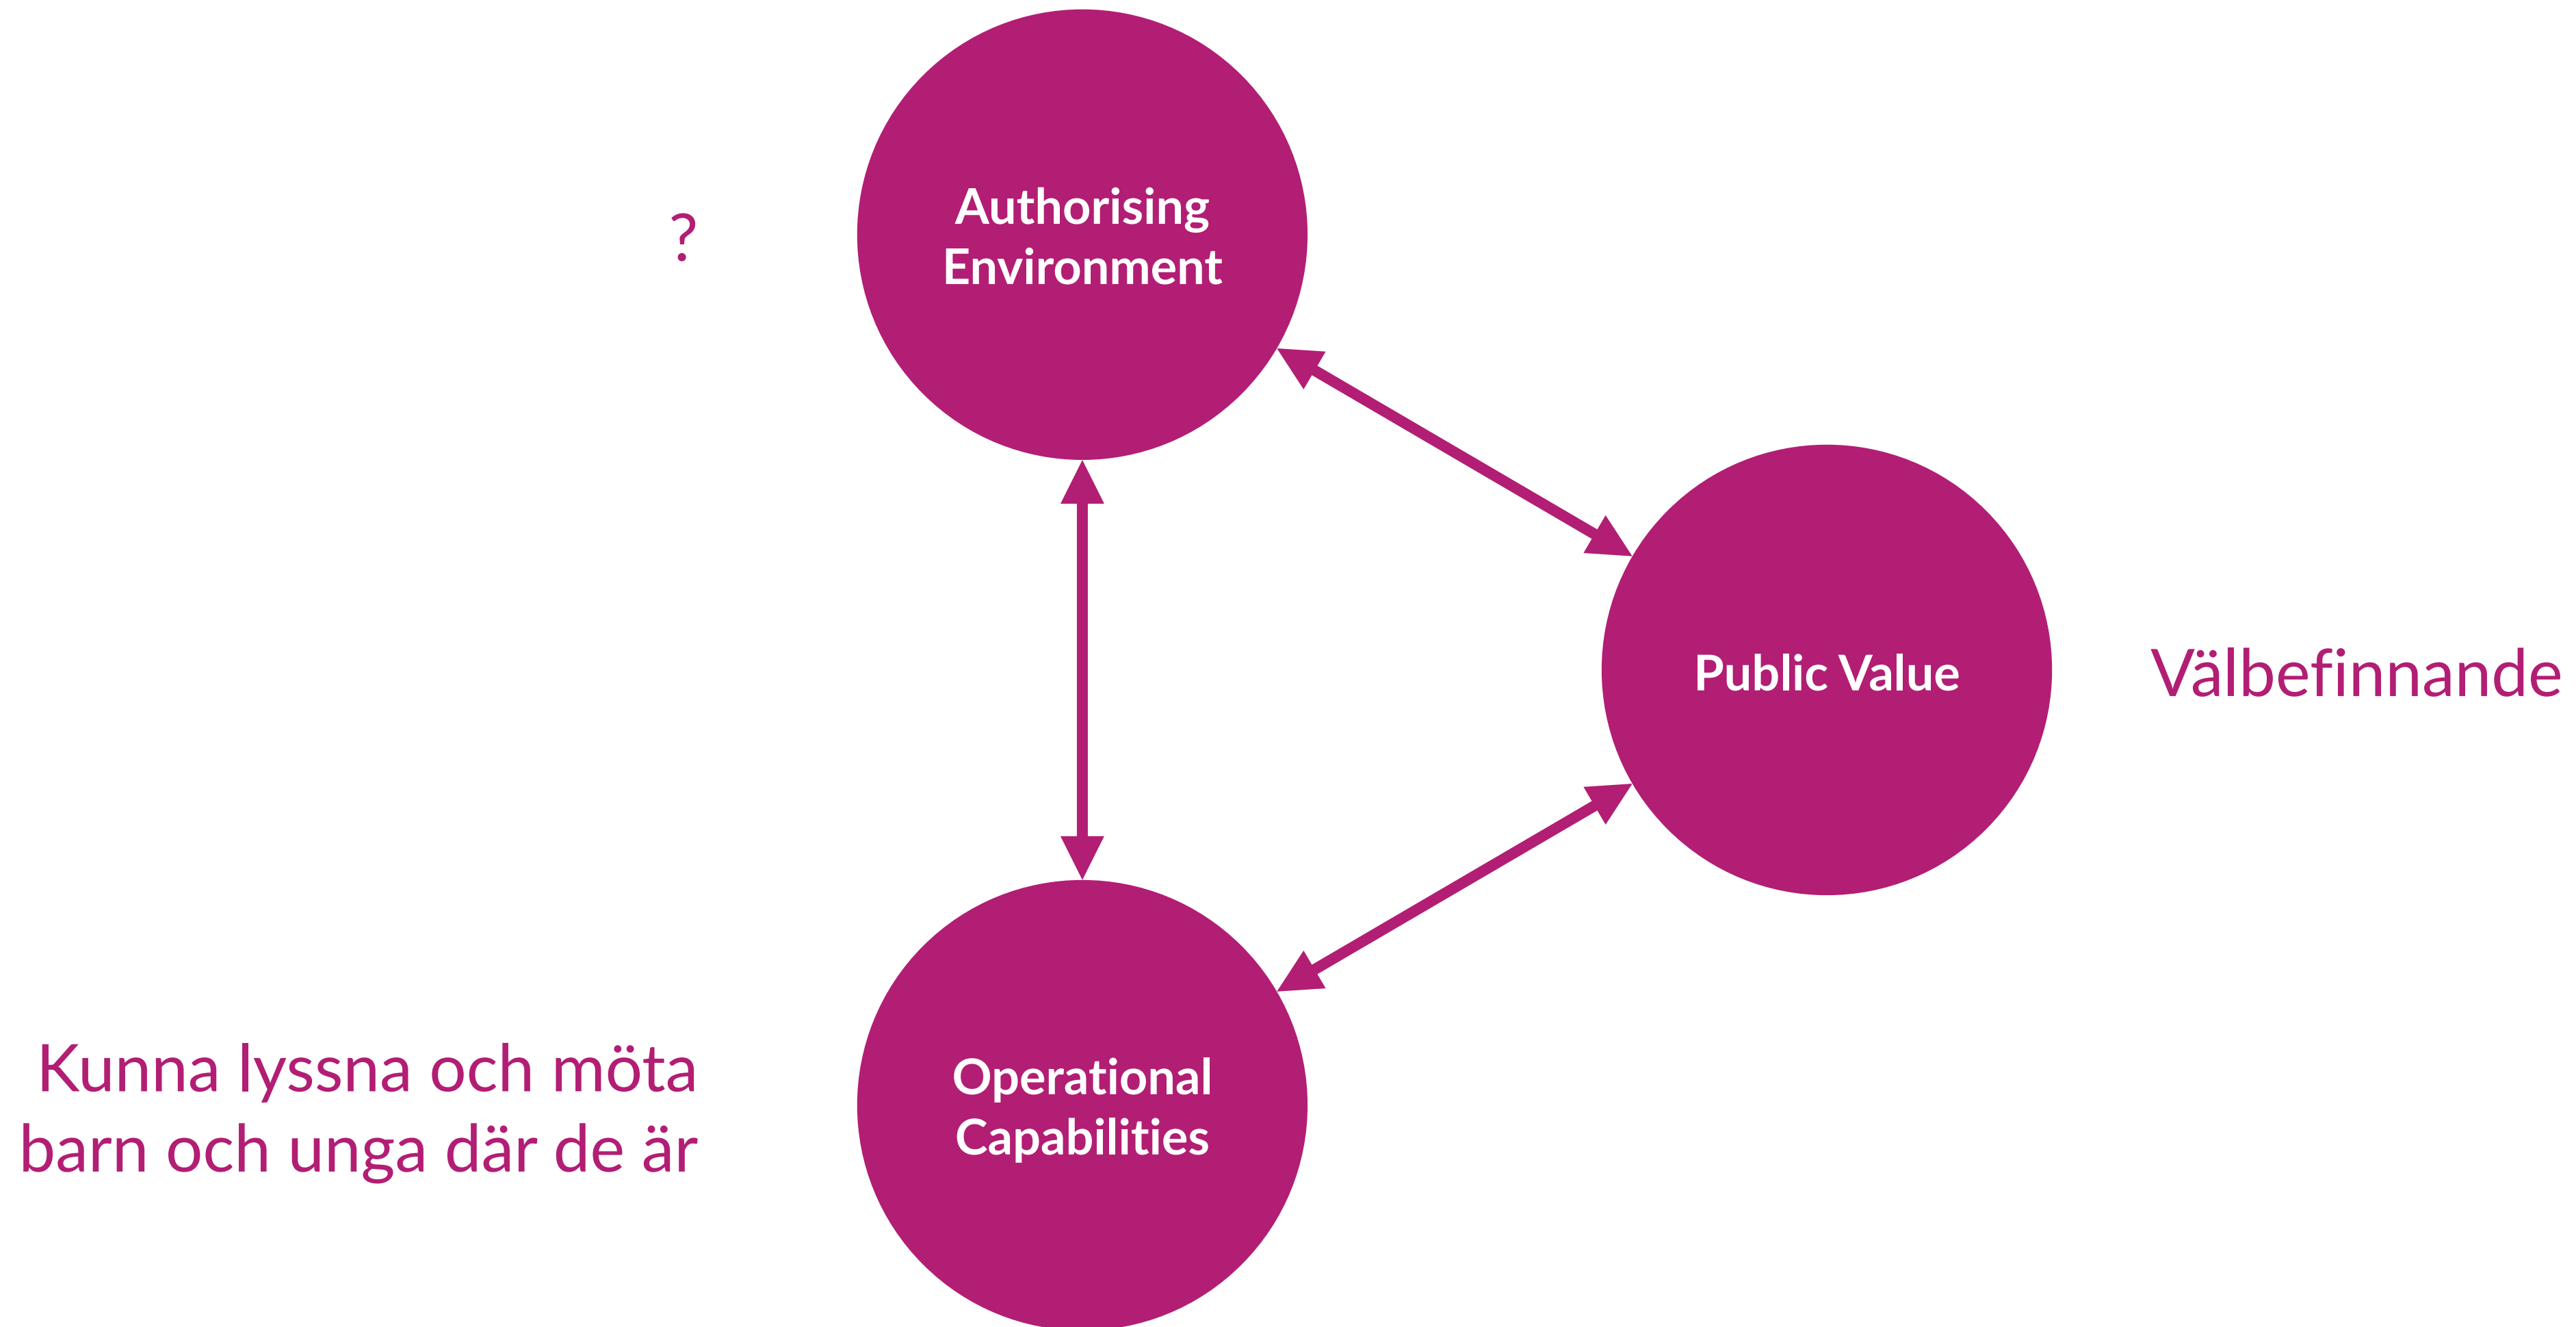 ?
Authorising
Environment
Public Value
Välbefinnande
Kunna lyssna och möta
barn och unga där de är
Operational
Capabilities